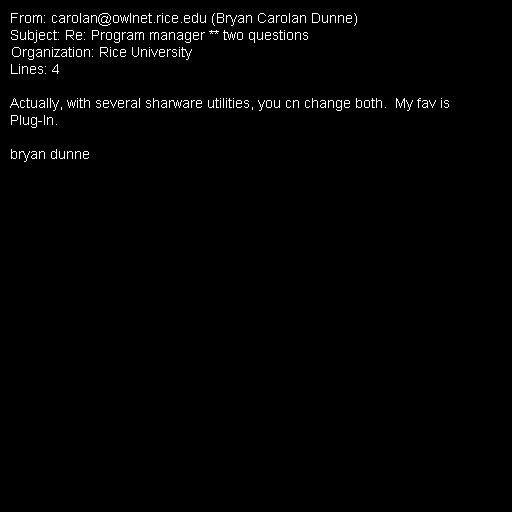 From: carolan@owlnet.rice.edu (Bryan Carolan Dunne)
Subject: Re: Program manager ** two questions
Organization: Rice University
Lines: 4

Actually, with several sharware utilities, you cn change both.  My fav is
Plug-In.

bryan dunne